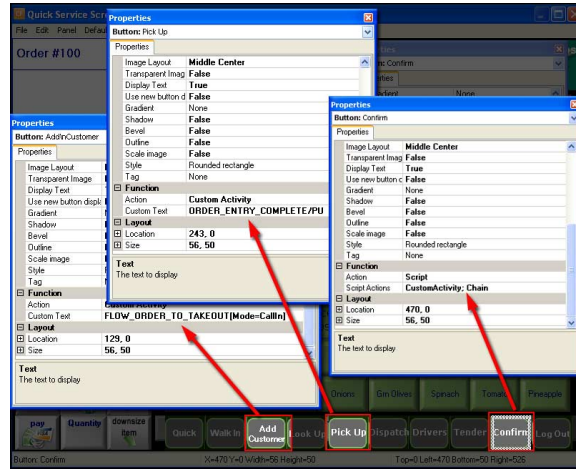 Quick Service Scr
File Edit Panel Defau
Order #100
Properties
Button: Pick Up
Properties
Image Layout Middle Center
Transparent Imag False
Display Text True
Use new button d False
Gradient None
Shadow False
Bevel False
Outline False
Scale image False
Style Rounded rectangle
Tag None
Function
Action Custom Activity
Custom Text ORDER_ENTRY_COMPLETE/PU
Layout
Location 243, 0
Size 56, 50
Text
The text to display
Properties
Button: Add\nCustomer
Properties
Image Layout
Transparent Image
Display Text
Use new button displ
Gradient
Shadow
Bevel
Outline
Scale image
Style
Tag
Function
Action Custom Activity
Custom Text FLOW_ORDER_TO_TAKEOUT[Mode=CallIn]
Layout
Location 129, 0
Size 56, 50
Text
The text to display
Gradient None
Properties
Button: Confirm
Properties
Image Layout Middle Center
Transparent Imag False
Display Text True
Use new button c False
Gradient None
Shadow False
Bevel False
Outline False
Scale image False
Style Rounded rectangle
Tag None
Function
Action Script
Script Actions CustomActivity; Chain
Layout
Location 470, 0
Size 56, 50
Text
The text to display
Onions Grn Olives Spinach Tomato Pineapple
pay Quantity downsize item Quick Walk In Add Customer Look Up Pick Up Dispatch Drivers Tender Confirm Log Out
Button: Confirm X=470 Y=0 Width=56 Height=50 Top=0 Left=470 Bottom=50 Right=526